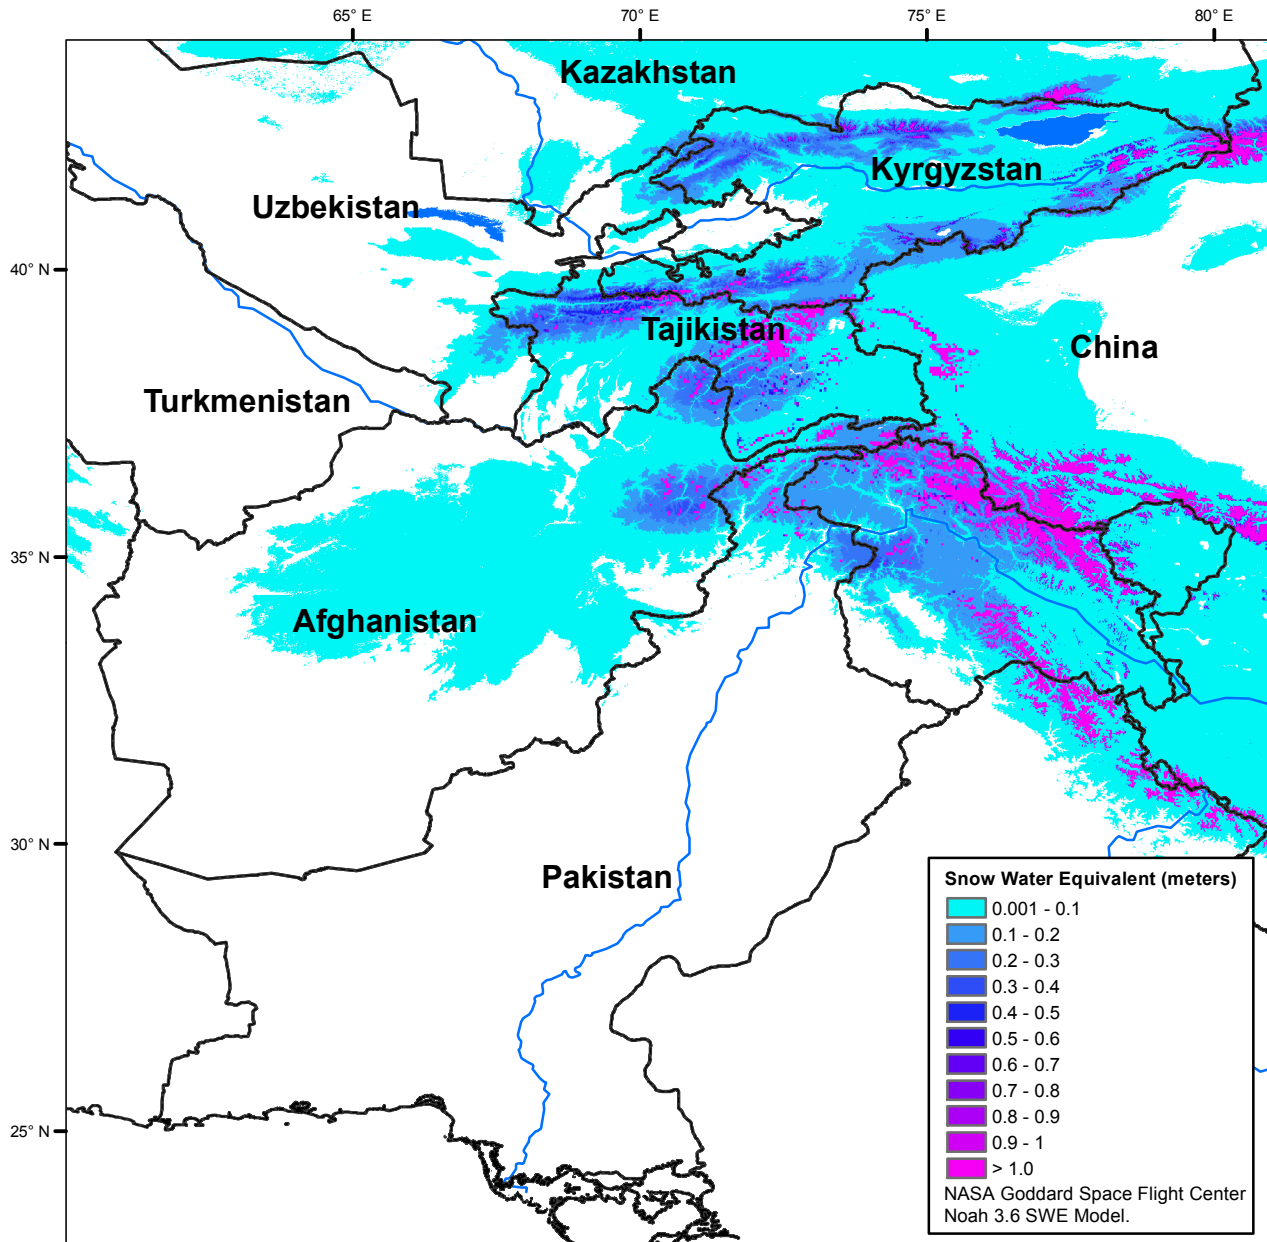 65° E
70° E
75° E
80° E
Kazakhstan
Kyrgyzstan
Uzbekistan
40° N
Tajikistan
China
Turkmenistan
35° N
Afghanistan
30° N
Pakistan
25° N
Snow Water Equivalent (meters)
0.001 - 0.1
0.1 - 0.2
0.2 - 0.3
0.3 - 0.4
0.4 - 0.5
0.5 - 0.6
0.6 - 0.7
0.7 - 0.8
0.8 - 0.9
0.9 - 1
> 1.0
NASA Goddard Space Flight Center
Noah 3.6 SWE Model.